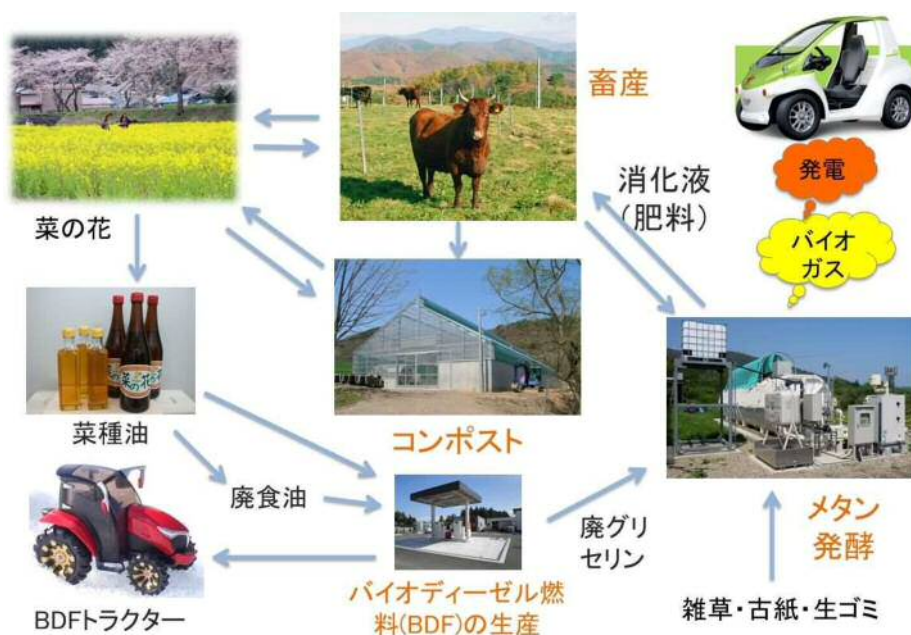 畜産
発電
消化液
(肥料)
菜の花
バイオ
ガス
菜の花
菜種油
コンポスト
廃食油
廃グリ
セリン
メタン
発酵
BDFトラクター
バイオディーゼル燃
料(BDF)の生産
雑草・古紙・生ゴミ